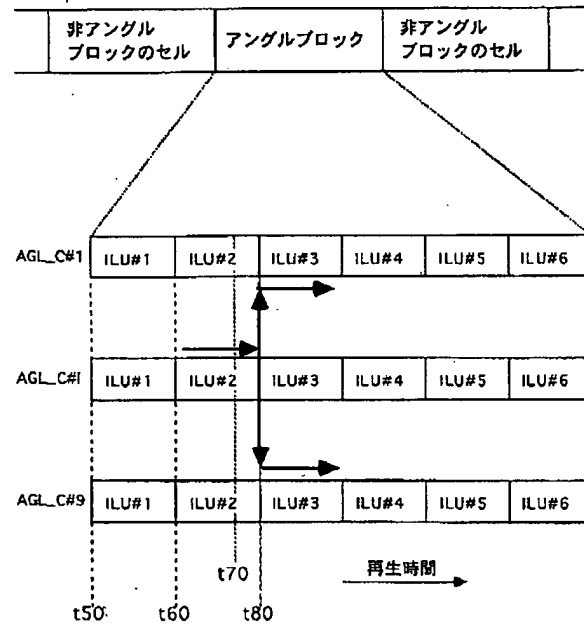 非アングル
ブロックのセル
アングルブロック
非アングル
ブロックのセル
AGL_C#1 ILU#1 ILU#2 ILU#3 ILU#4 ILU#5 ILU#6
AGL_C#i ILU#1 ILU#2 ILU#3 ILU#4 ILU#5 ILU#6
AGL_C#9 ILU#1 ILU#2 ILU#3 ILU#4 ILU#5 ILU#6
t70 再生時間
t50 t60 t80